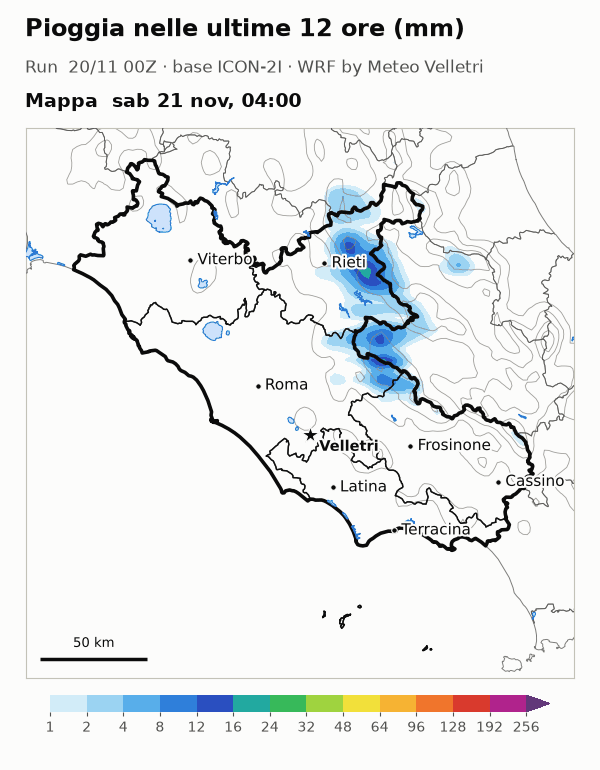 Pioggia nelle ultime 12 ore (mm)
Run  20/11 00Z · base ICON-2I · WRF by Meteo Velletri
Mappa  sab 21 nov, 04:00
Viterbo
Rieti
Roma
Velletri
Frosinone
Latina
Cassino
Terracina
50 km
1 2 4 8 12 16 24 32 48 64 96 128 192 256